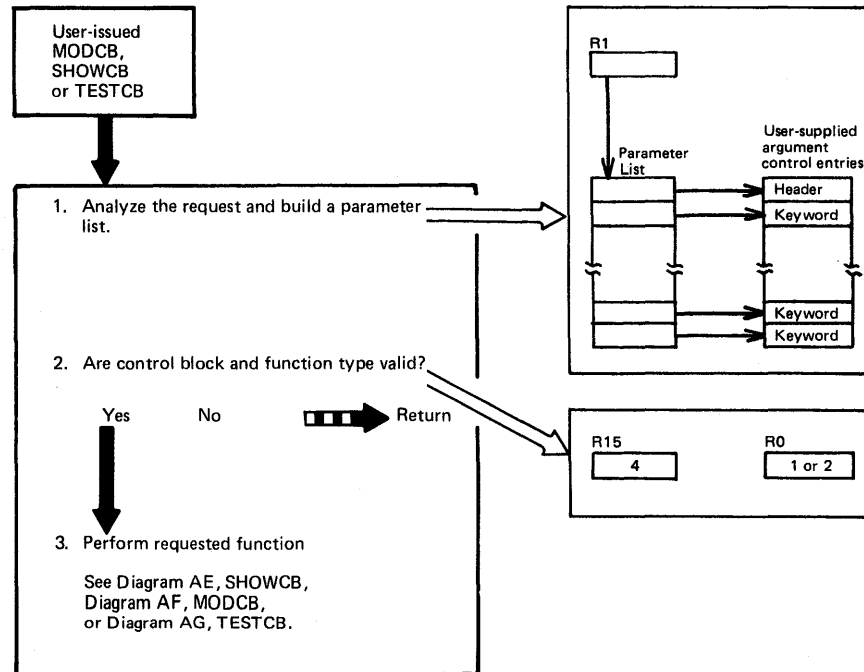 User-issued
MODCB,
SHOWCB
or TESTCB
1. Analyze the request and build a parameter
list.
2. Are control block and function type valid?
Yes No Return
3. Perform requested function
See Diagram AE, SHOWCB,
Diagram AF, MODCB,
or Diagram AG, TESTCB.
R1
Parameter
List
User-supplied
argument
control entries
Header
Keyword
Keyword
Keyword
R15 R0
4 1 or 2